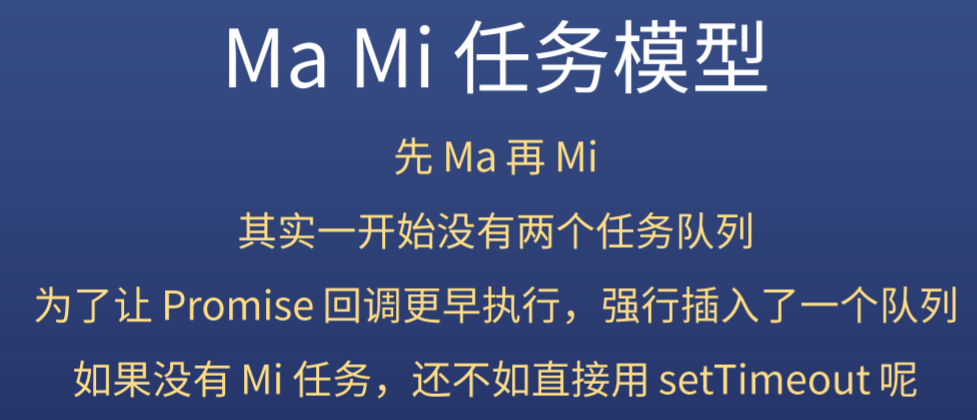 Ma Mi 任务模型
先 Ma 再 Mi
其实一开始没有两个任务队列
为了让 Promise 回调更早执行，强行插入了一个队列
如果没有 Mi 任务，还不如直接用 setTimeout 呢